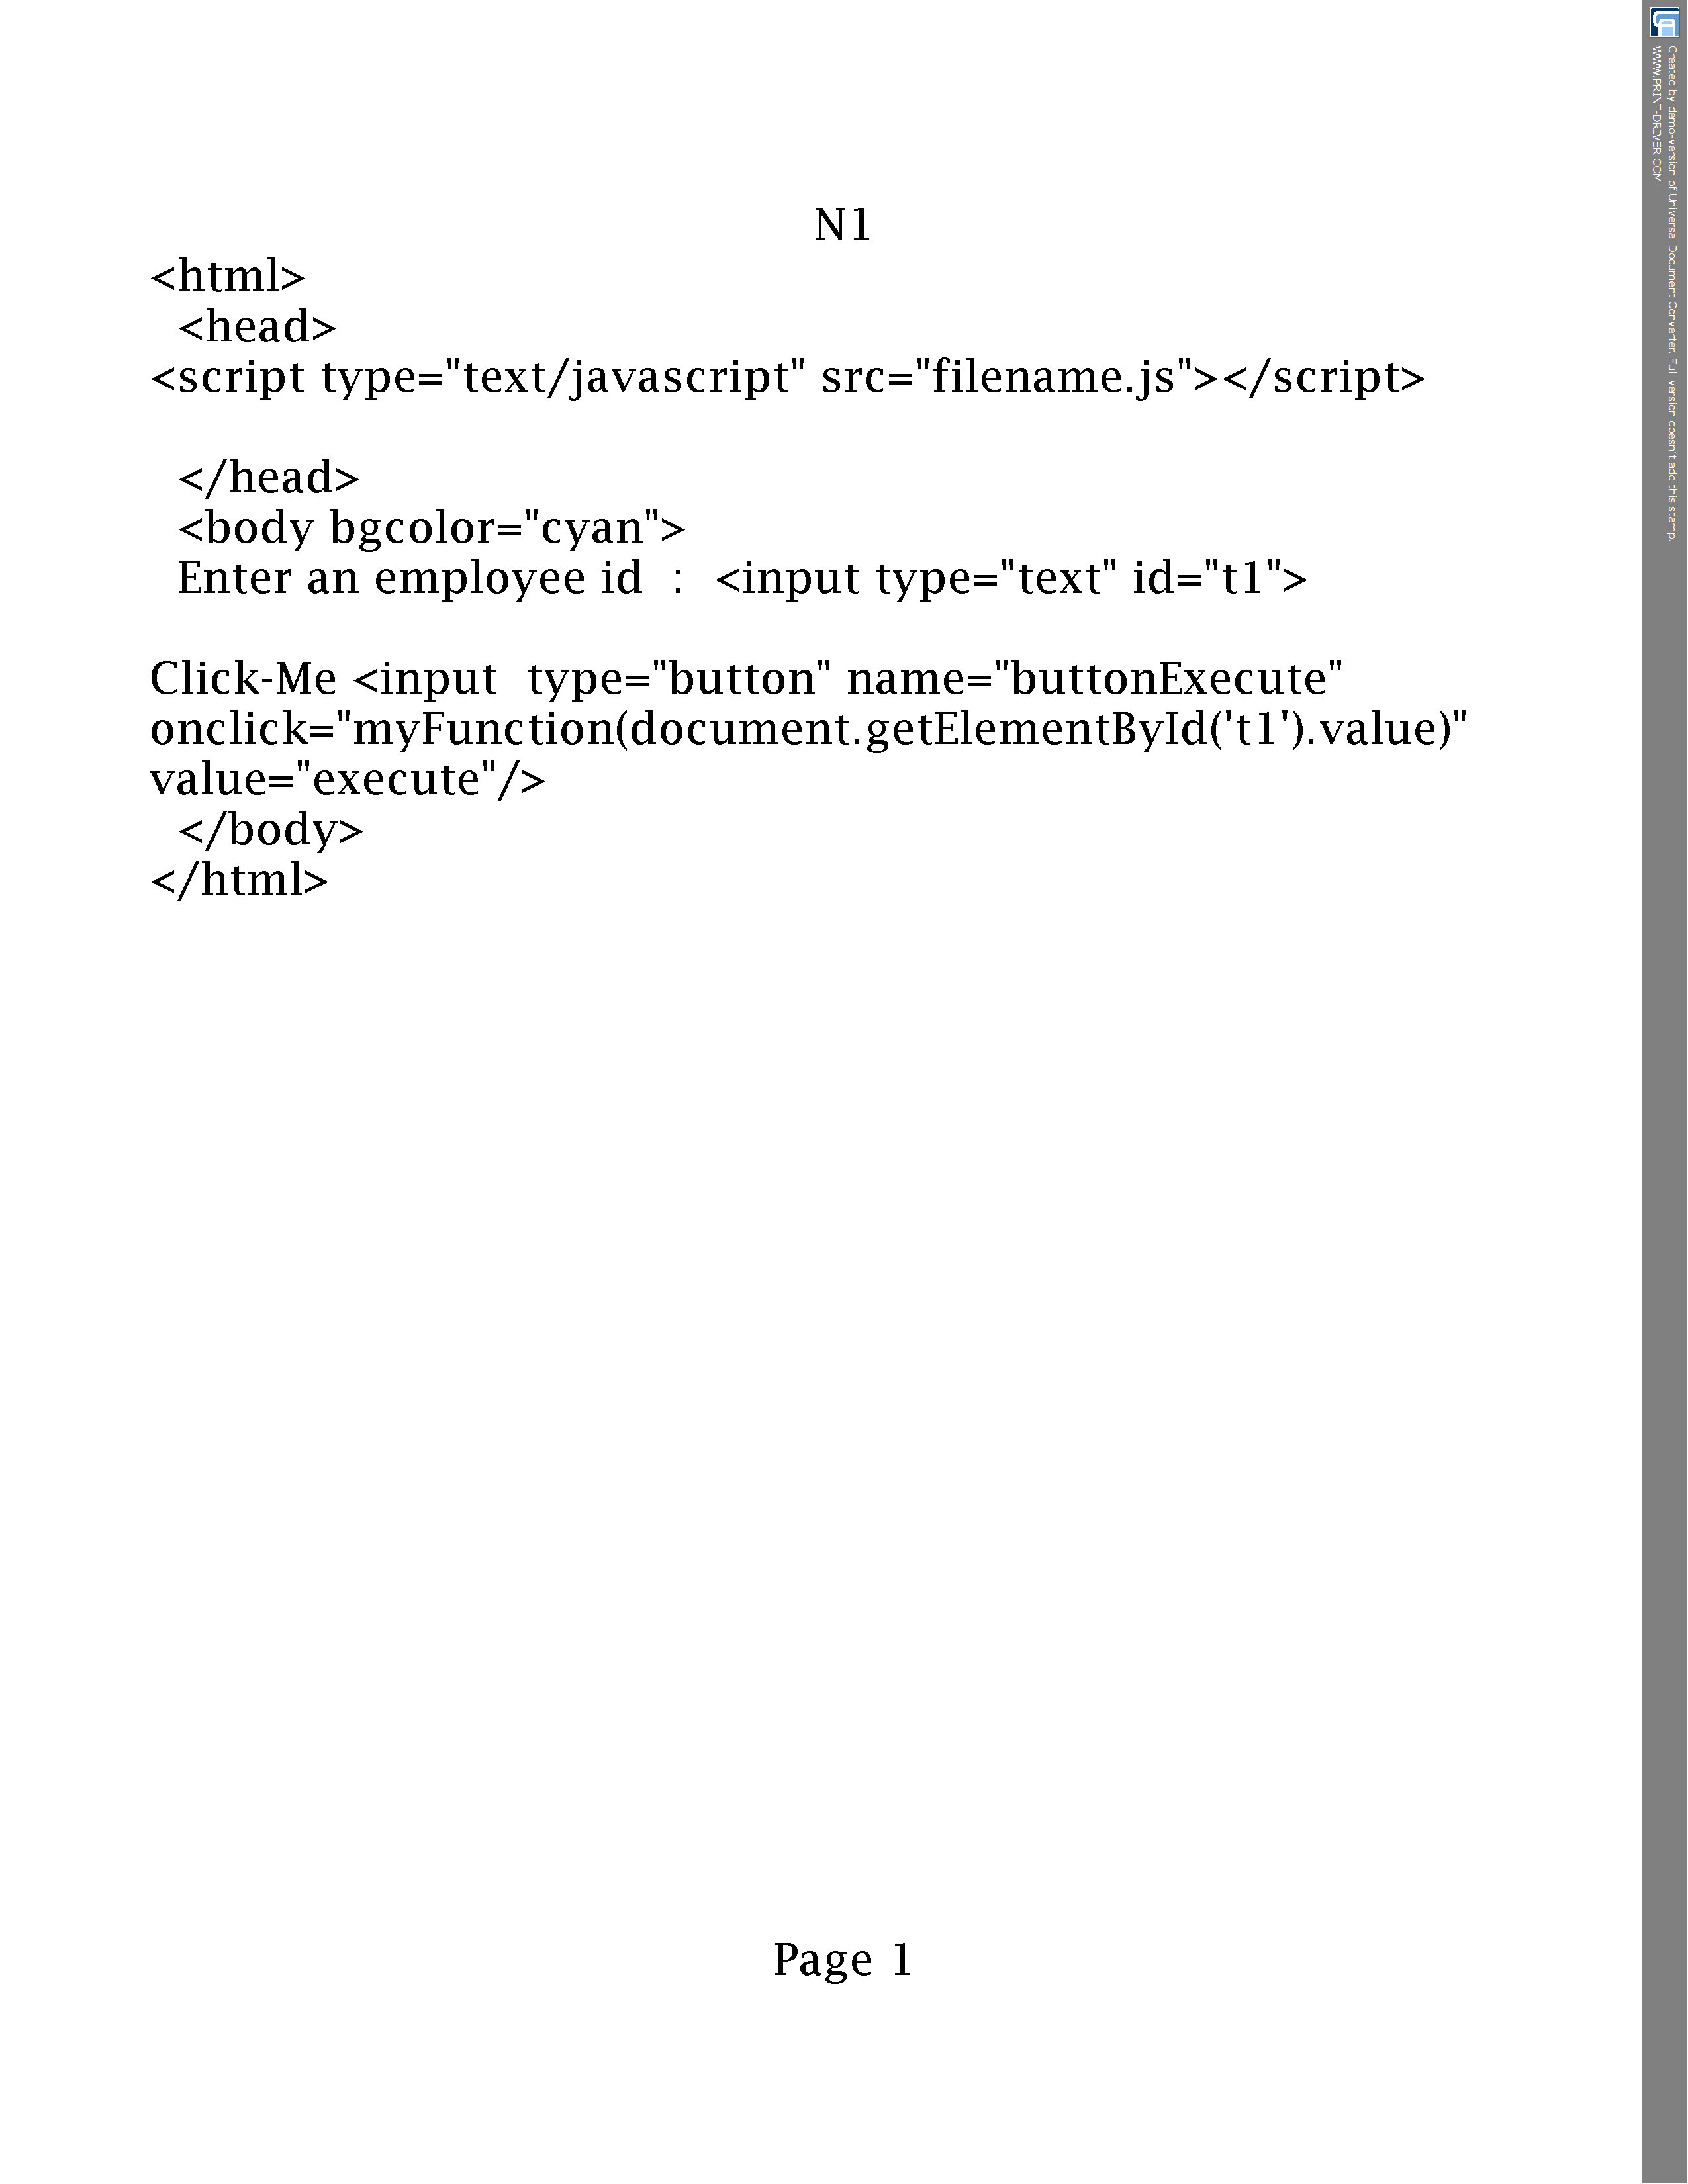 N1
<html>
<head>
<script type="text/javascript" src="filename.js"></script>
</head>
<body bgcolor="cyan">
Enter an employee id  :  <input type="text" id="t1">
Click-Me <input  type="button" name="buttonExecute"
onclick="myFunction(document.getElementById('t1').value)"
value="execute"/>
</body>
</html>
Page 1
Created by demo-version of Universal Document Converter. Full version doesn't add this stamp.
WWW.PRINT-DRIVER.COM